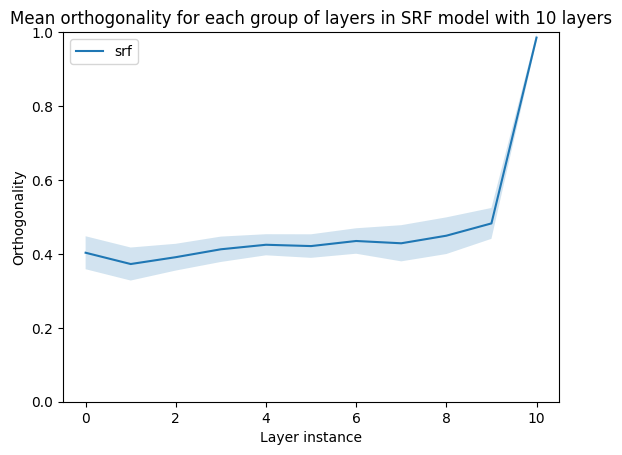 Mean orthogonality for each group of layers in SRF model with 10 layers
srf
Orthogonality
1.0
0.8
0.6
0.4
0.2
0.0
0 2 4 6 8 10
Layer instance